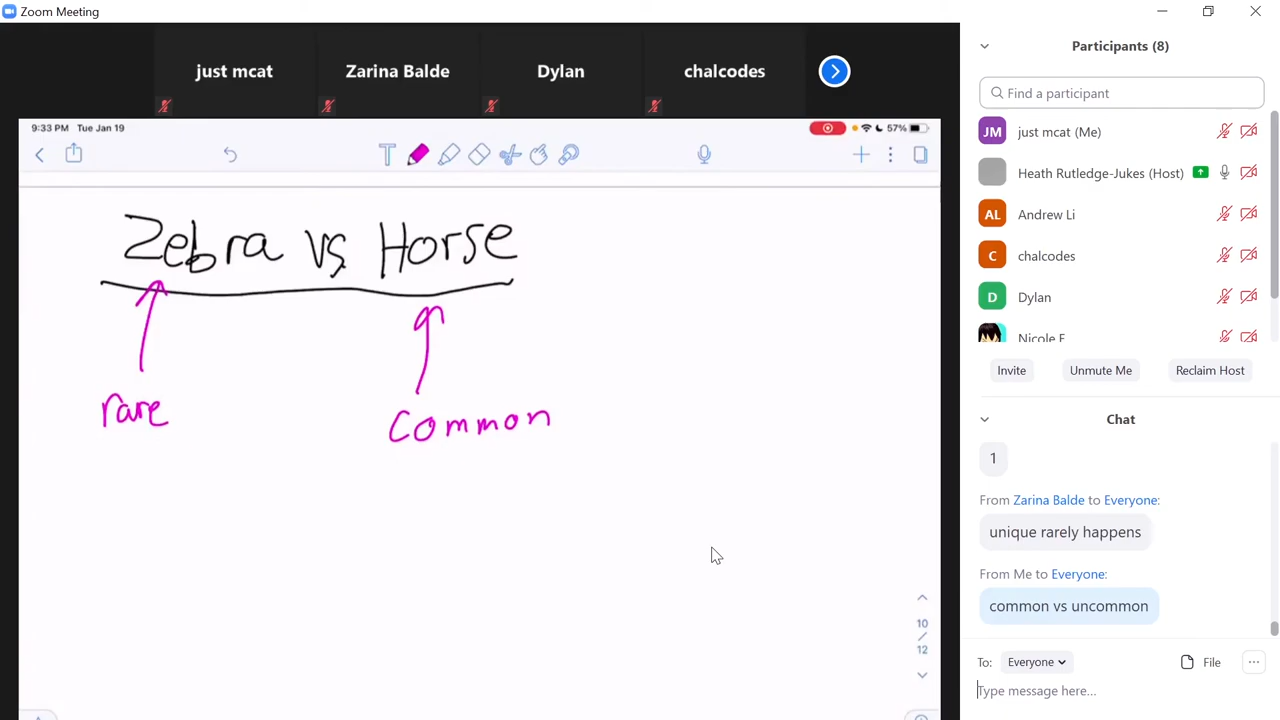 Zoom Meeting
just mcat
Zarina Balde
Dylan
chalcodes
9:33 PM Tue Jan 19
57%
Zebra vs Horse
rare
Common
10
/
12
Participants (8)
Find a participant
JM just mcat (Me)
Heath Rutledge-Jukes (Host)
AL Andrew Li
C chalcodes
D Dylan
Nicole F
Invite Unmute Me Reclaim Host
Chat
1
From Zarina Balde to Everyone:
unique rarely happens
From Me to Everyone:
common vs uncommon
To: Everyone File
Type message here...